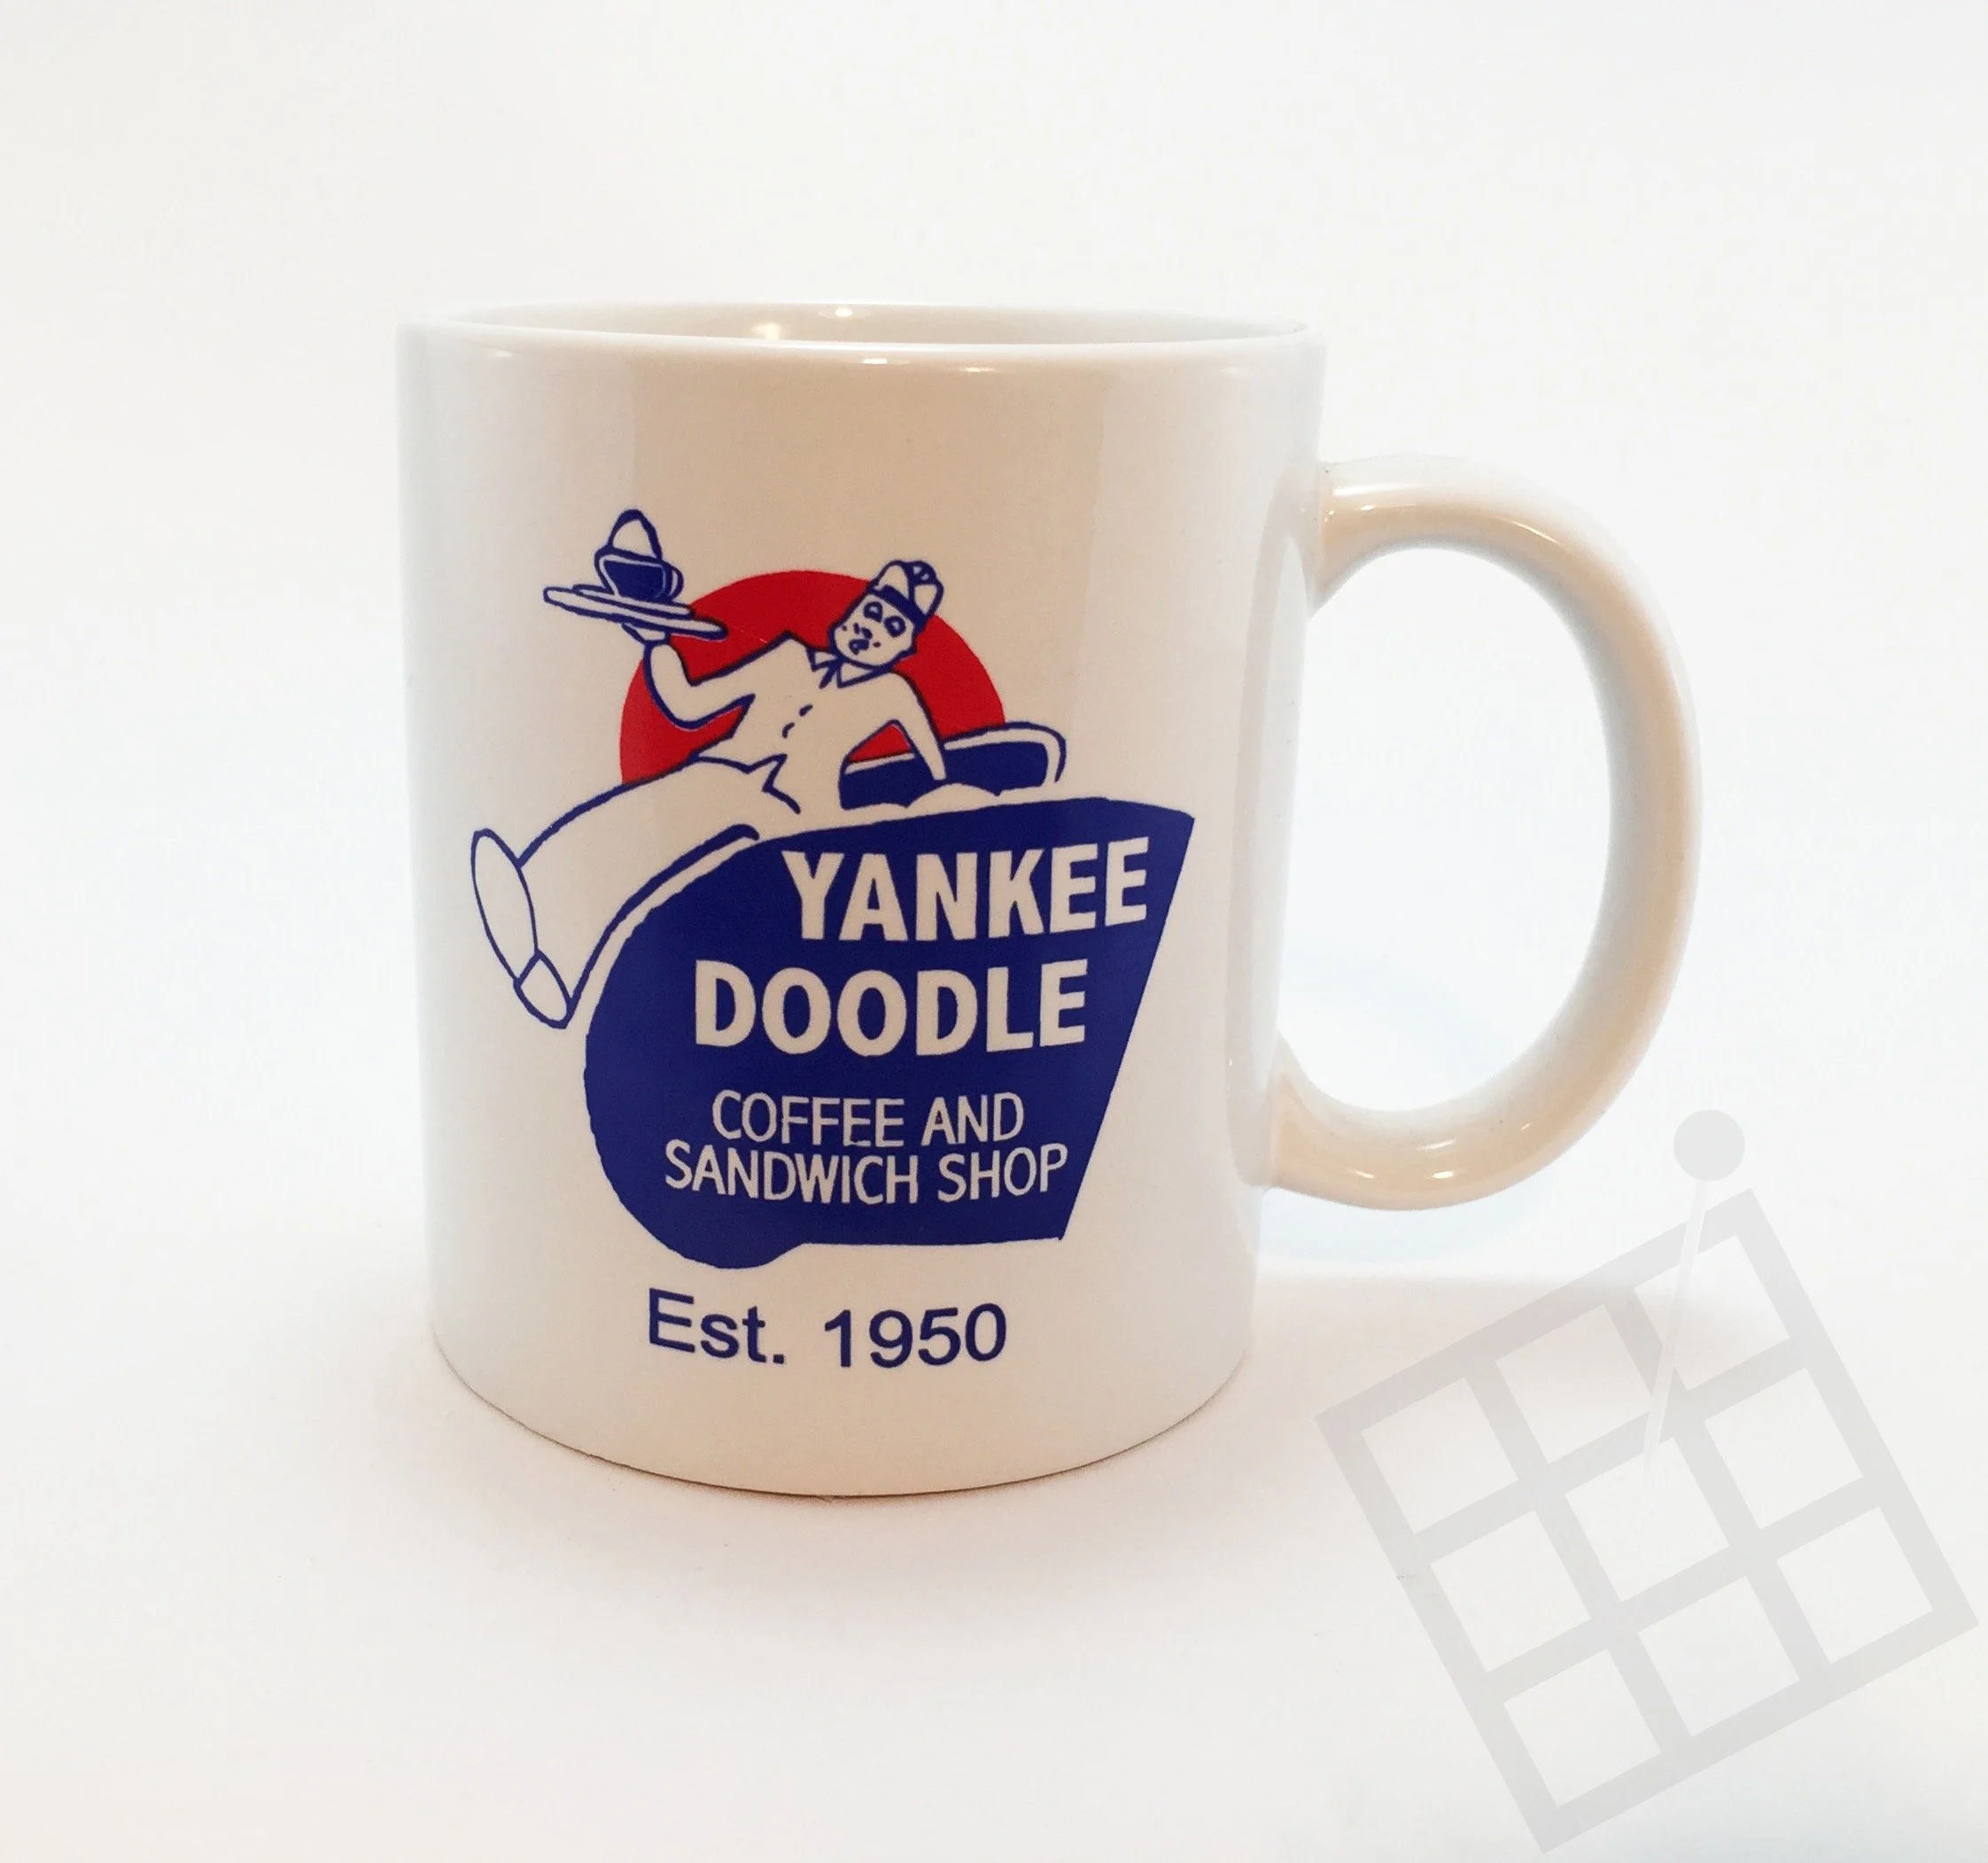 YANKEE
DOODLE
COFFEE AND
SANDWICH SHOP
Est. 1950